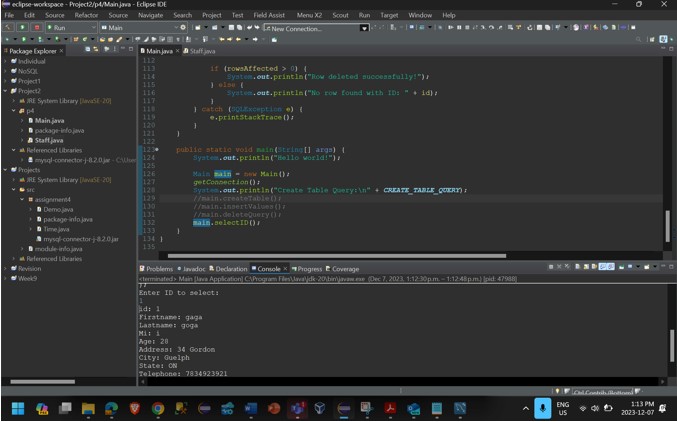 eclipse-workspace - Project2/p4/Main.java - Eclipse IDE
File Edit Source Refactor Source Navigate Search Project Test Field Assist Menu X2 Scout Run Target Window Help
Run Main New Connection...
Package Explorer
Individual
NoSQL
Project1
Project2
JRE System Library [JavaSE-20]
p4
Main.java
package-info.java
Staff.java
Referenced Libraries
mysql-connector-j-8.2.0.jar - C:\User
Projects
JRE System Library [JavaSE-20]
src
assignment4
Demo.java
package-info.java
Time.java
mysql-connector-j-8.2.0.jar
module-info.java
Referenced Libraries
Revision
Week9
Main.java Staff.java
112
113 if (rowsAffected > 0) {
114 System.out.println("Row deleted successfully!");
115 } else {
116 System.out.println("No row found with ID: " + id);
117 }
118 } catch (SQLException e) {
119 e.printStackTrace();
120 }
121 }
122
123 public static void main(String[] args) {
124 System.out.println("Hello world!");
125
126 Main main = new Main();
127 getConnection();
128 System.out.println("Create Table Query:\n" + CREATE_TABLE_QUERY);
129 //main.createTable();
130 //main.insertValues();
131 //main.deleteQuery();
132 main.selectID();
133 }
134 }
135
Problems Javadoc Declaration Console Progress Coverage
<terminated> Main [Java Application] C:\Program Files\Java\jdk-20\bin\javaw.exe (Dec 7, 2023, 1:12:30 p.m. – 1:12:48 p.m.) [pid: 47988]
);
Enter ID to select:
1
id: 1
Firstname: gaga
Lastname: goga
Mi: i
Age: 28
Address: 34 Gordon
City: Guelph
State: ON
Telephone: 7834923921
ENG
US
1:13 PM
2023-12-07